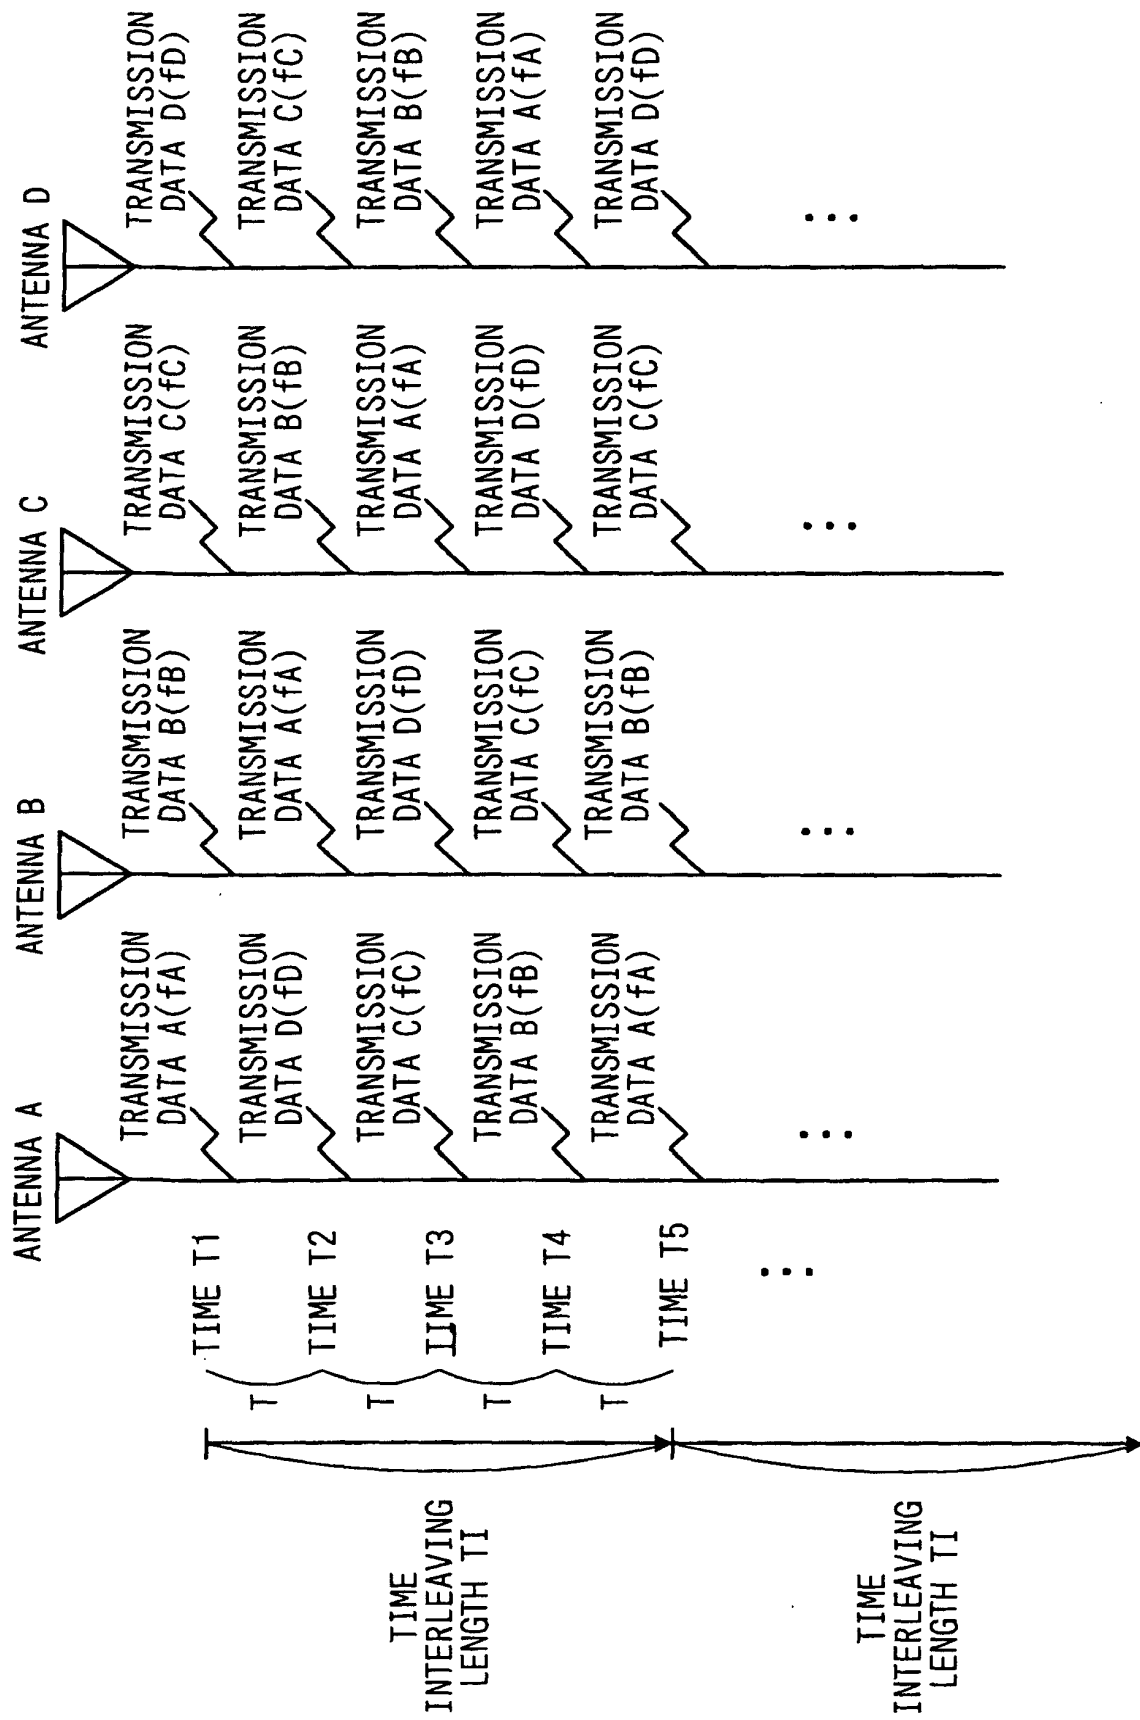 ANTENNA A
ANTENNA B
ANTENNA C
ANTENNA D
TIME T1
TRANSMISSION
DATA A(fA)
TRANSMISSION
DATA B(fB)
TRANSMISSION
DATA C(fC)
TRANSMISSION
DATA D(fD)
T
TIME T2
TRANSMISSION
DATA D(fD)
TRANSMISSION
DATA A(fA)
TRANSMISSION
DATA B(fB)
TRANSMISSION
DATA C(fC)
T
TIME T3
TRANSMISSION
DATA C(fC)
TRANSMISSION
DATA D(fD)
TRANSMISSION
DATA A(fA)
TRANSMISSION
DATA B(fB)
T
TIME T4
TRANSMISSION
DATA B(fB)
TRANSMISSION
DATA C(fC)
TRANSMISSION
DATA D(fD)
TRANSMISSION
DATA A(fA)
T
TIME T5
TRANSMISSION
DATA A(fA)
TRANSMISSION
DATA B(fB)
TRANSMISSION
DATA C(fC)
TRANSMISSION
DATA D(fD)
TIME
INTERLEAVING
LENGTH TI
TIME
INTERLEAVING
LENGTH TI